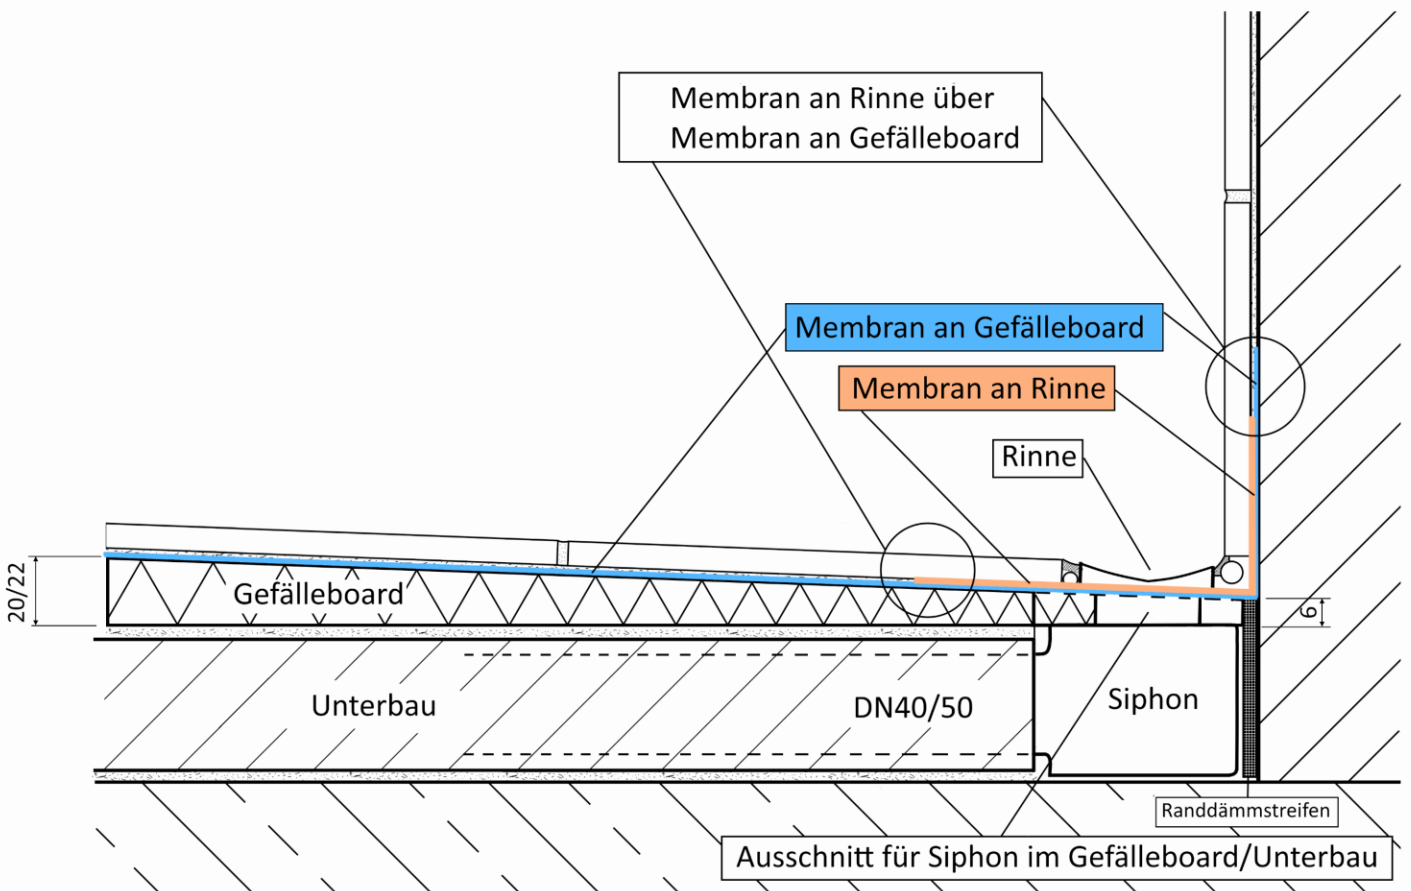 Membran an Rinne über
Membran an Gefälleboard
Membran an Gefälleboard
Membran an Rinne
Rinne
20/22
Gefälleboard
6
Unterbau
DN40/50
Siphon
Randdämmstreifen
Ausschnitt für Siphon im Gefälleboard/Unterbau